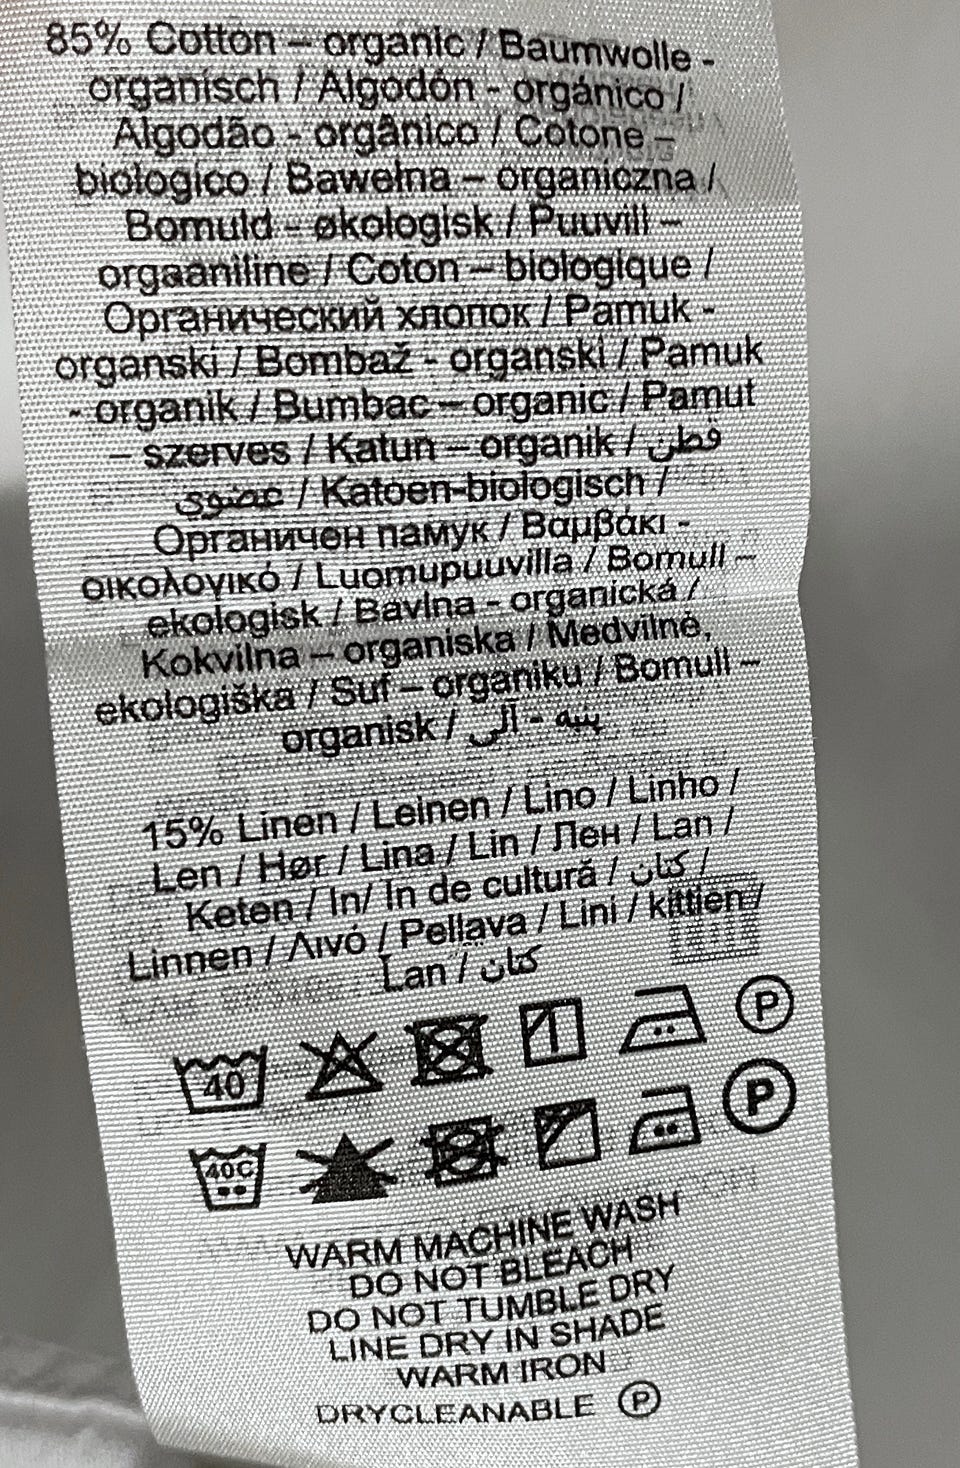 85% Cotton – organic / Baumwolle -
organisch / Algodón - orgánico /
Algodão - orgânico / Cotone –
biologico / Bawełna – organiczna /
Bomuld - økologisk / Puuvill –
orgaaniline / Coton – biologique /
Органический хлопок / Pamuk -
organski / Bombaž - organski / Pamuk
- organik / Bumbac – organic / Pamut
– szerves / Katun – organik / قطن
عضوى / Katoen-biologisch /
Органичен памук / Βαμβάκι -
οικολογικό / Luomupuuvilla / Bomull –
ekologisk / Bavlna - organická /
Kokvilna – organiska / Medvilnė,
ekologiška / Suf – organiku / Bomull –
organisk / پنبه - آلی
15% Linen / Leinen / Lino / Linho /
Len / Hør / Lina / Lin / Лен / Lan /
Keten / In/ In de cultură / كتان /
Linnen / Λινό / Pellava / Lini / kittien /
Lan / كتان
40 P
40C P
WARM MACHINE WASH
DO NOT BLEACH
DO NOT TUMBLE DRY
LINE DRY IN SHADE
WARM IRON
DRYCLEANABLE P